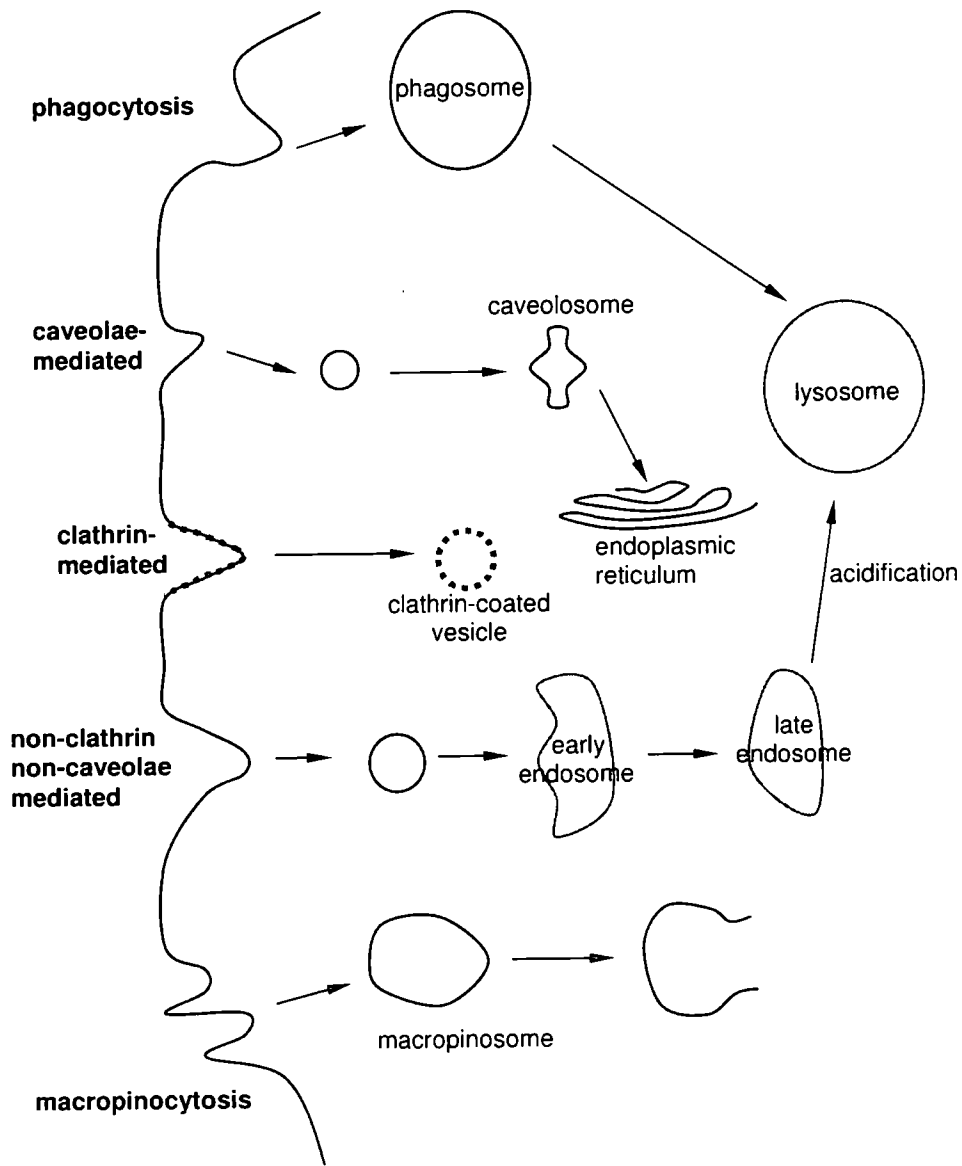 phagocytosis
phagosome
caveolae-
mediated
caveolosome
lysosome
clathrin-
mediated
clathrin-coated
vesicle
endoplasmic
reticulum
acidification
non-clathrin
non-caveolae
mediated
early
endosome
late
endosome
macropinosome
macropinocytosis